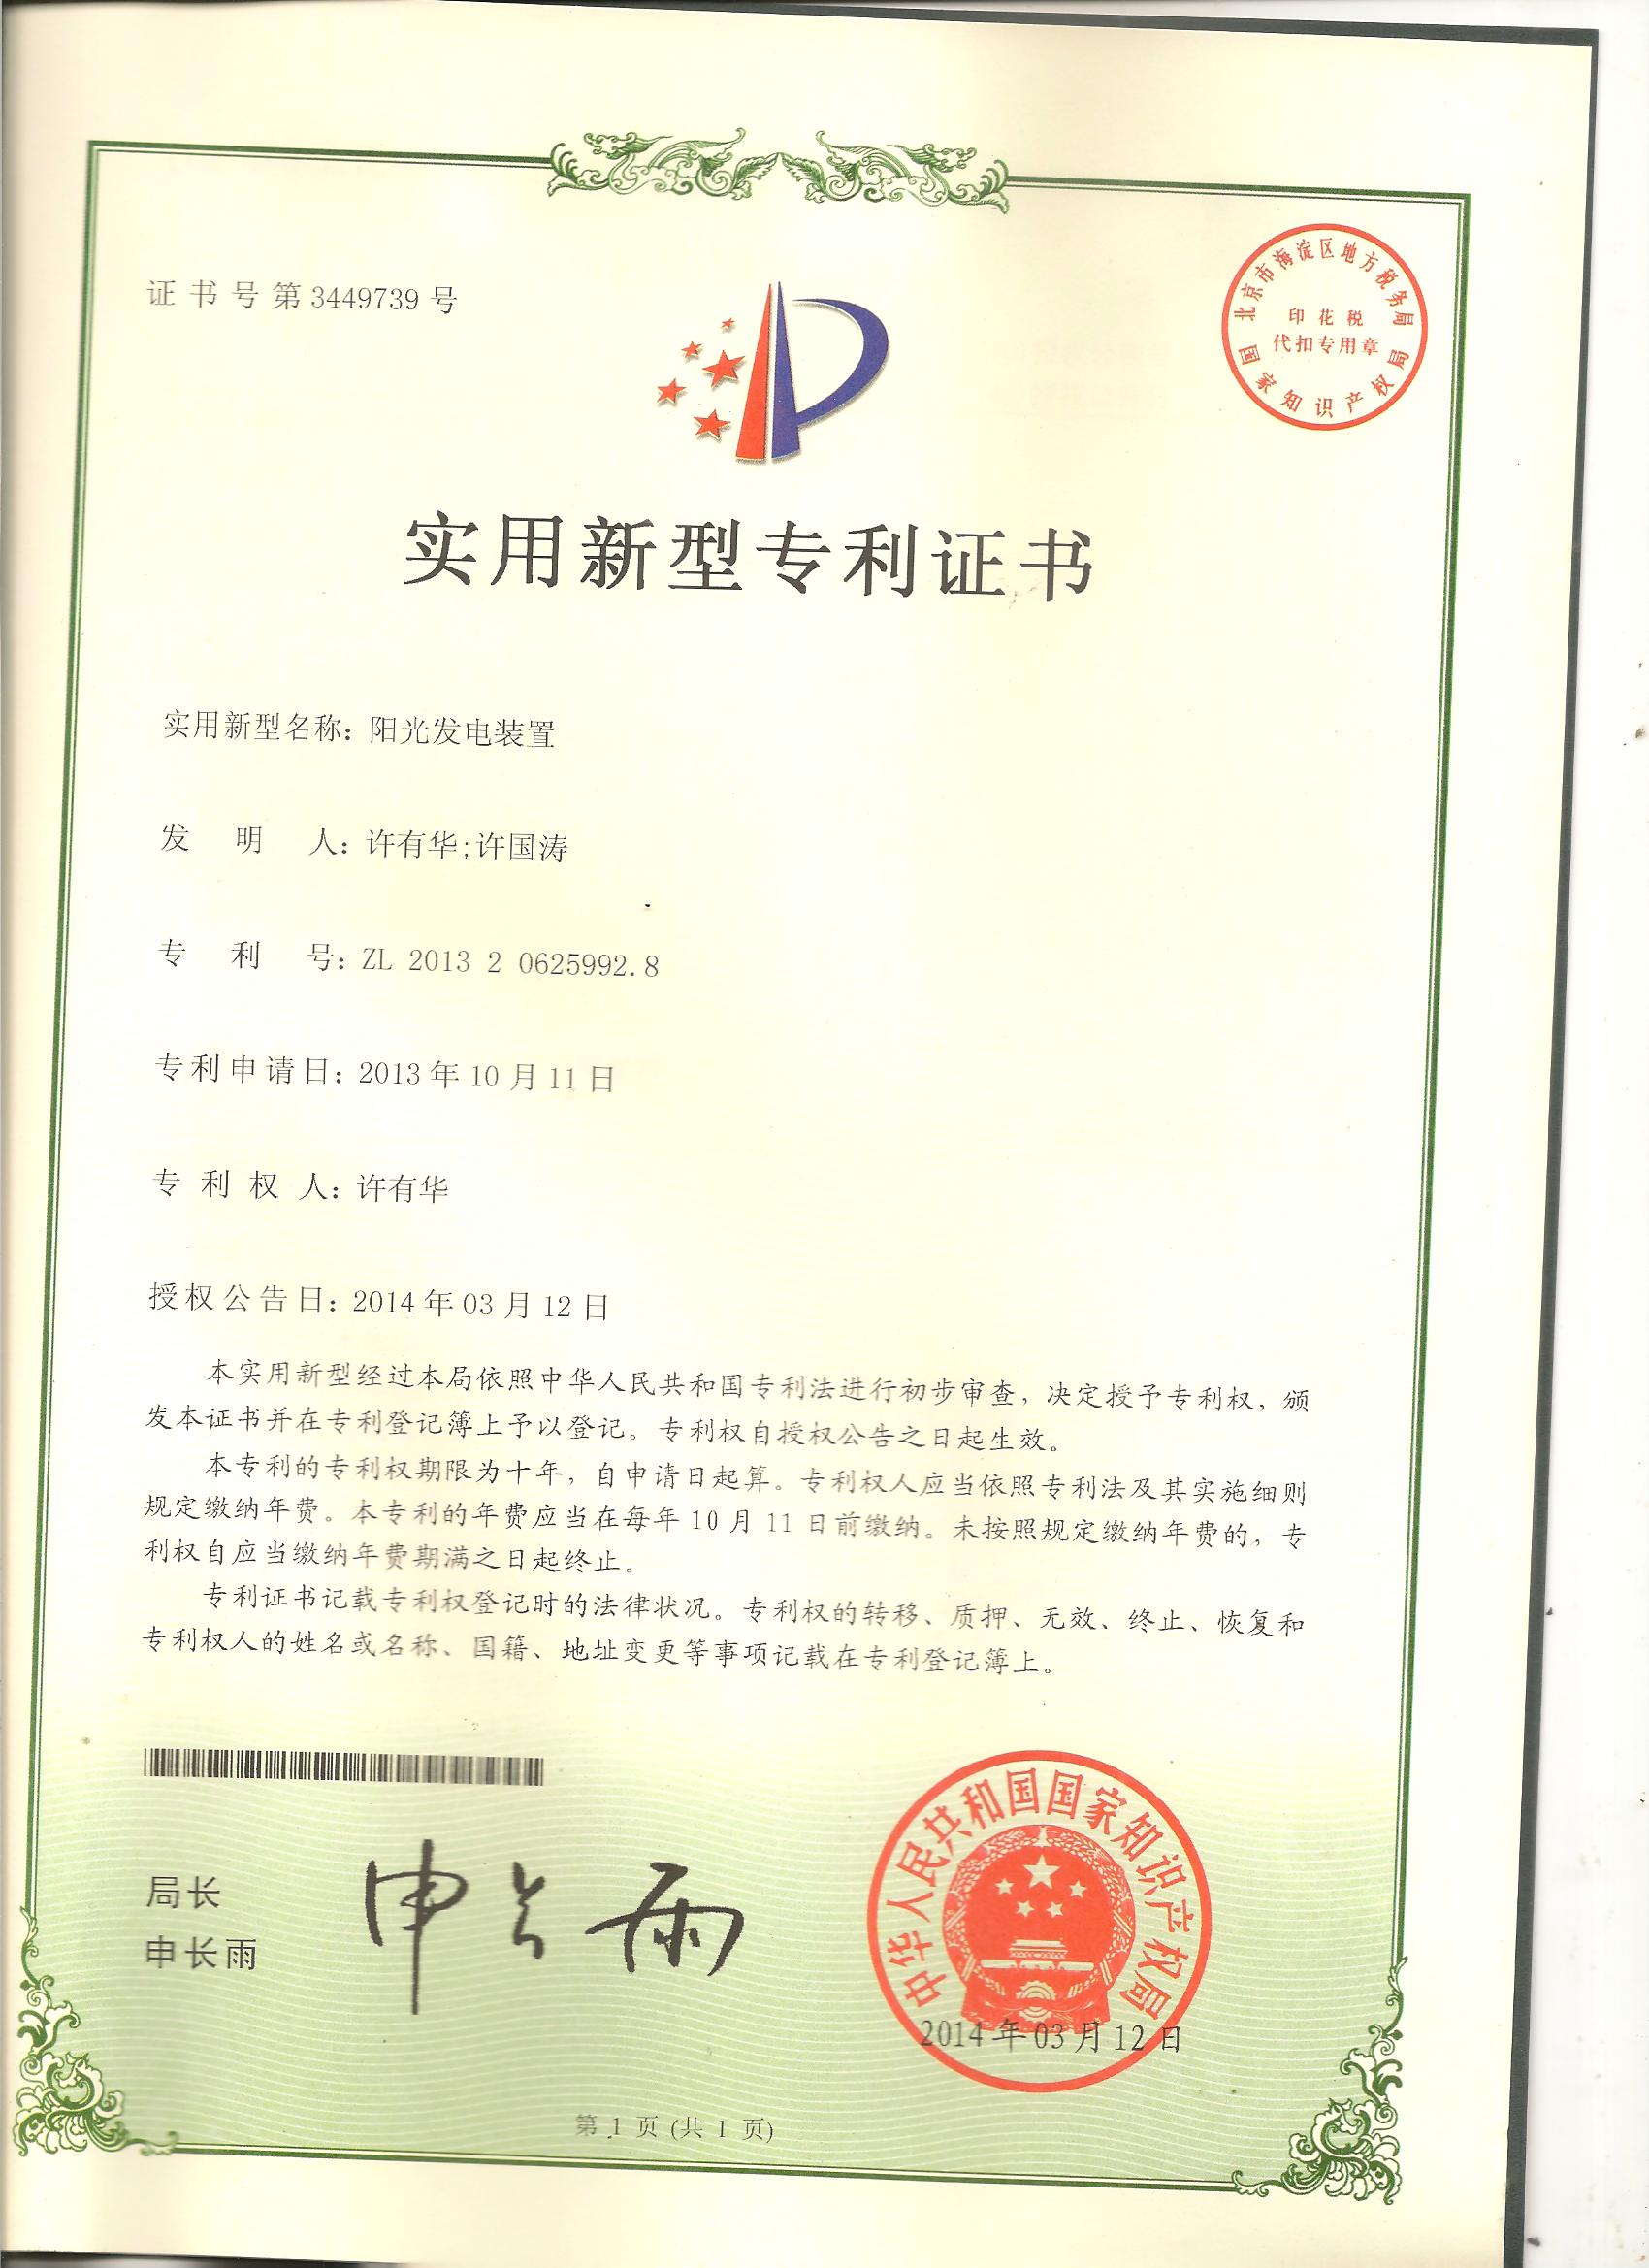 证书号第3449739号
北京市海淀区地方税务局
印花税
代扣专用章
国家知识产权局
实用新型专利证书
实用新型名称：阳光发电装置
发明人：许有华;许国涛
专利号：ZL 2013 2 0625992.8
专利申请日：2013年10月11日
专利权人：许有华
授权公告日：2014年03月12日
本实用新型经过本局依照中华人民共和国专利法进行初步审查，决定授予专利权，颁
发本证书并在专利登记簿上予以登记。专利权自授权公告之日起生效。
本专利的专利权期限为十年，自申请日起算。专利权人应当依照专利法及其实施细则
规定缴纳年费。本专利的年费应当在每年10月11日前缴纳。未按照规定缴纳年费的，专
利权自应当缴纳年费期满之日起终止。
专利证书记载专利权登记时的法律状况。专利权的转移、质押、无效、终止、恢复和
专利权人的姓名或名称、国籍、地址变更等事项记载在专利登记簿上。
局长
申长雨
申长雨
中华人民共和国国家知识产权局
2014年03月12日
第1页(共1页)